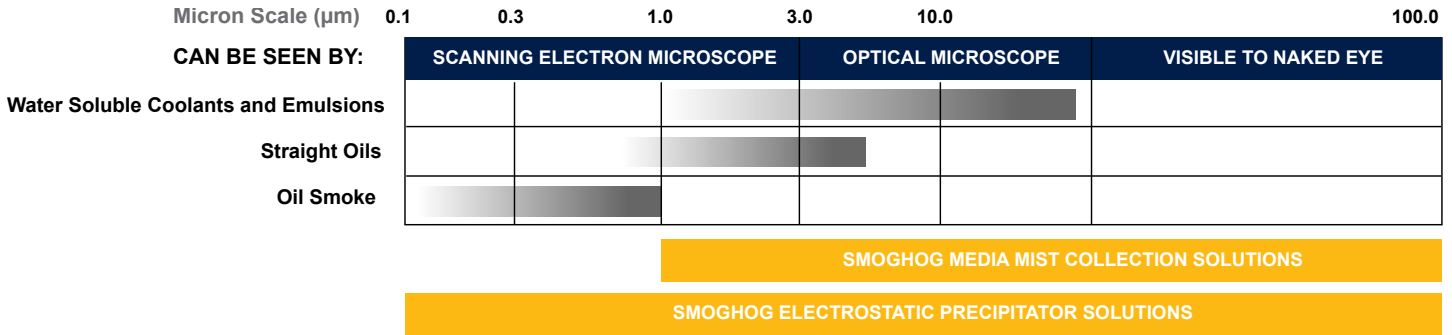 Micron Scale (µm) 0.1 0.3 1.0 3.0 10.0 100.0
CAN BE SEEN BY: SCANNING ELECTRON MICROSCOPE OPTICAL MICROSCOPE VISIBLE TO NAKED EYE
Water Soluble Coolants and Emulsions
Straight Oils
Oil Smoke
SMOGHOG MEDIA MIST COLLECTION SOLUTIONS
SMOGHOG ELECTROSTATIC PRECIPITATOR SOLUTIONS